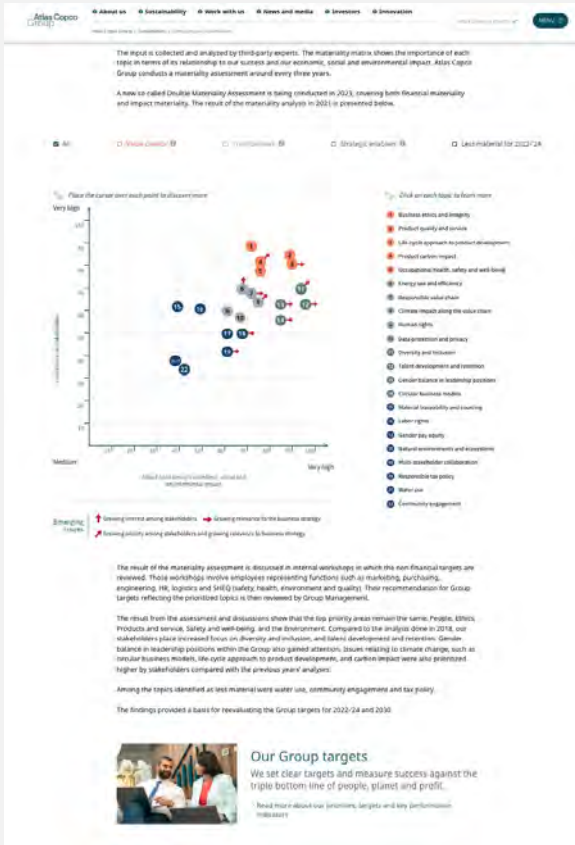 Atlas Copco
Group
About us
Sustainability
Work with us
News and media
Investors
Innovation
MENU
The input is collected and analyzed by third-party experts. The materiality matrix shows the importance of each
topic in terms of its relationship to our success and our economic, social and environmental impact. Atlas Copco
Group conducts a materiality assessment around every three years.
A new so called Double Materiality Assessment is being conducted in 2023, covering both financial materiality
and impact materiality. The result of the materiality analysis in 2021 is presented below.
All
Strategic enablers
Less material for 2022/24
Place the cursor over each point to discover more
Click on each topic to learn more
Very high
Medium
Very high
Business ethics and integrity
Product quality and service
Life cycle approach to product development
Product carbon impact
Occupational health, safety and well-being
Energy use and efficiency
Responsible value chain
Climate impact along the value chain
Human rights
Data protection and privacy
Diversity and inclusion
Talent development and retention
Gender balance in leadership positions
Circular business models
Material traceability and sourcing
Labor rights
Gender pay equity
Natural environments and ecosystems
Multi-stakeholder collaboration
Responsible tax policy
Water use
Community engagement
Emerging
issues
Growing interest among stakeholders
Growing relevance to the business strategy
Growing priority among stakeholders and growing relevance to business strategy
The result of the materiality assessment is discussed in internal workshops in which the non-financial targets are
reviewed. Those workshops involve employees representing functions such as marketing, purchasing,
engineering, HR, logistics and SHEQ (safety, health, environment and quality). Their recommendation for Group
targets reflecting the prioritized topics is then reviewed by Group Management.
The result from the assessment and discussions show that the top priority areas remain the same: People, Ethics,
Products and service, Safety and well-being, and the Environment. Compared to the analysis done in 2018, our
stakeholders place increased focus on diversity and inclusion, and talent development and retention. Gender
balance in leadership positions within the Group also gained attention. Issues relating to climate change, such as
circular business models, life cycle approach to product development, and carbon impact were also prioritized
higher by stakeholders compared with the previous years' analyses.
Among the topics identified as less material were water use, community engagement and tax policy.
The findings provided a basis for reevaluating the Group targets for 2022/24 and 2030.
Our Group targets
We set clear targets and measure success against the
triple bottom line of people, planet and profit.
Read more about our priorities, targets and key performance
indicators